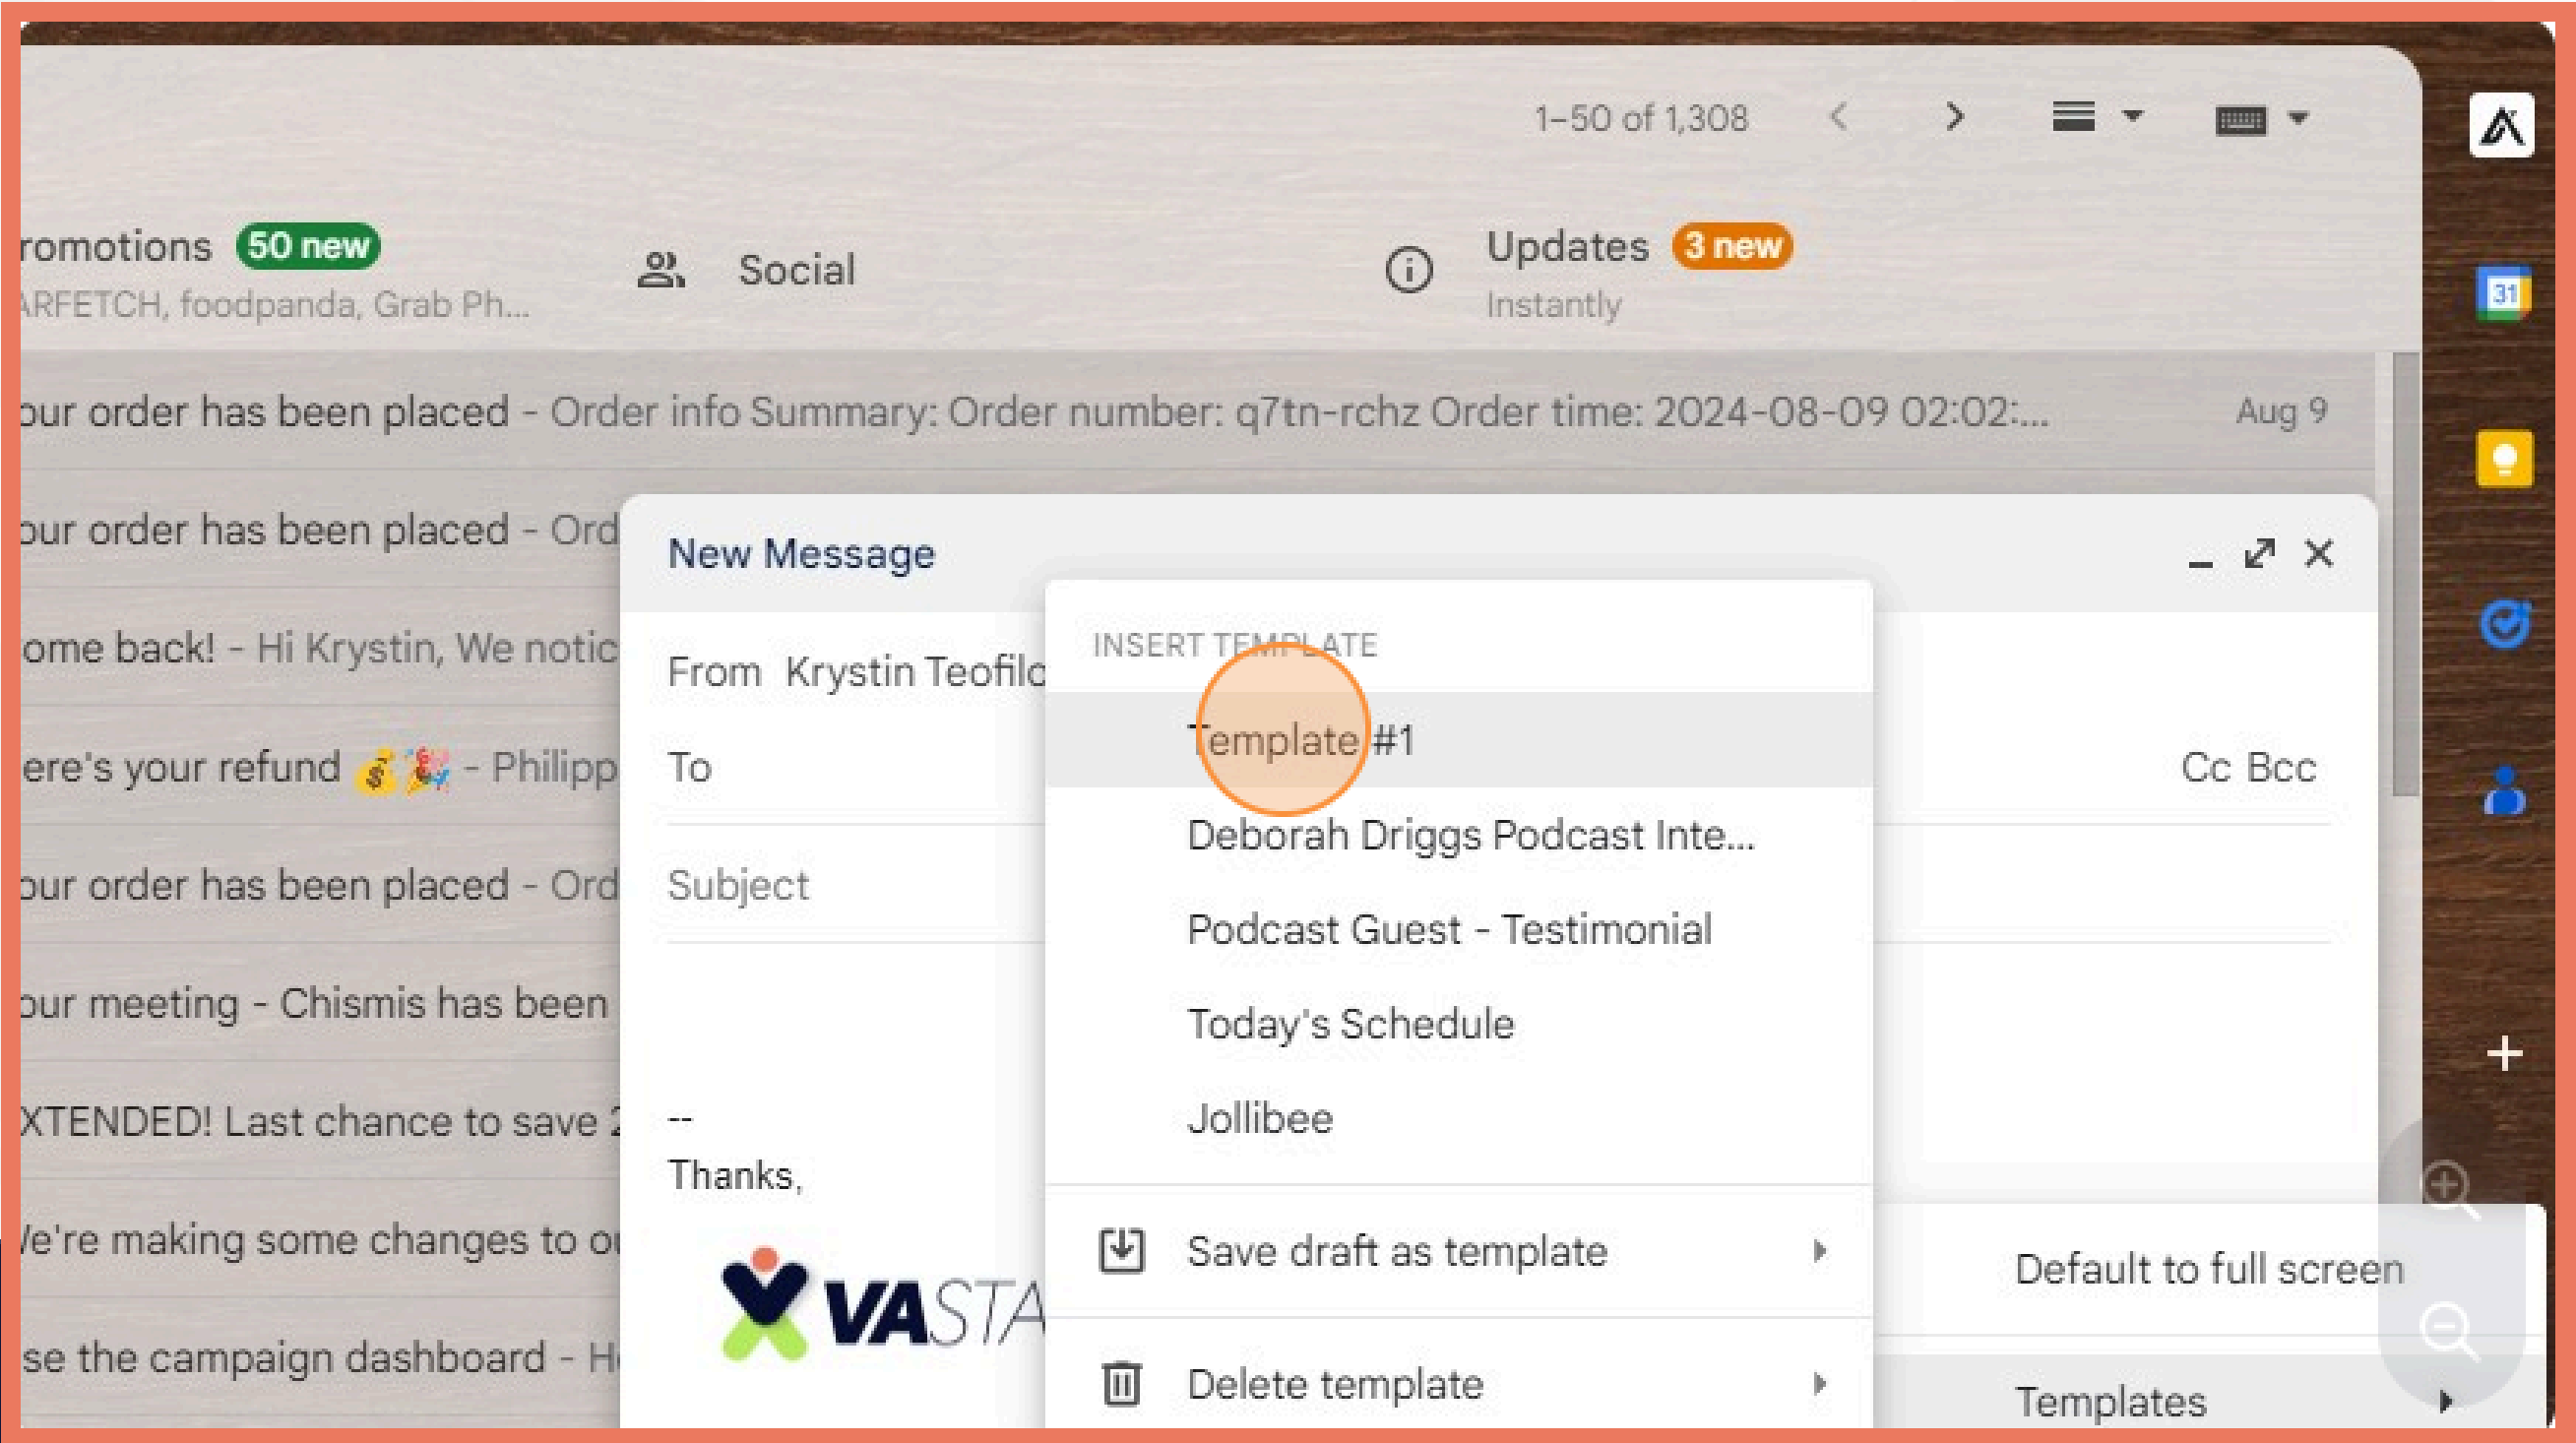 1–50 of 1,308
romotions 50 new
Social
Updates 3 new
ARFETCH, foodpanda, Grab Ph...
Instantly
31
our order has been placed - Order info Summary: Order number: q7tn-rchz Order time: 2024-08-09 02:02:... Aug 9
our order has been placed - Ord
ome back! - Hi Krystin, We notic
ere's your refund 💰🎉 - Philipp
our order has been placed - Ord
our meeting - Chismis has been
XTENDED! Last chance to save 2
We're making some changes to ou
se the campaign dashboard - He
New Message
From Krystin Teofilo
To
Cc Bcc
Subject
--
Thanks,
VASTA
INSERT TEMPLATE
Template #1
Deborah Driggs Podcast Inte...
Podcast Guest - Testimonial
Today's Schedule
Jollibee
Save draft as template
Delete template
Default to full screen
Templates